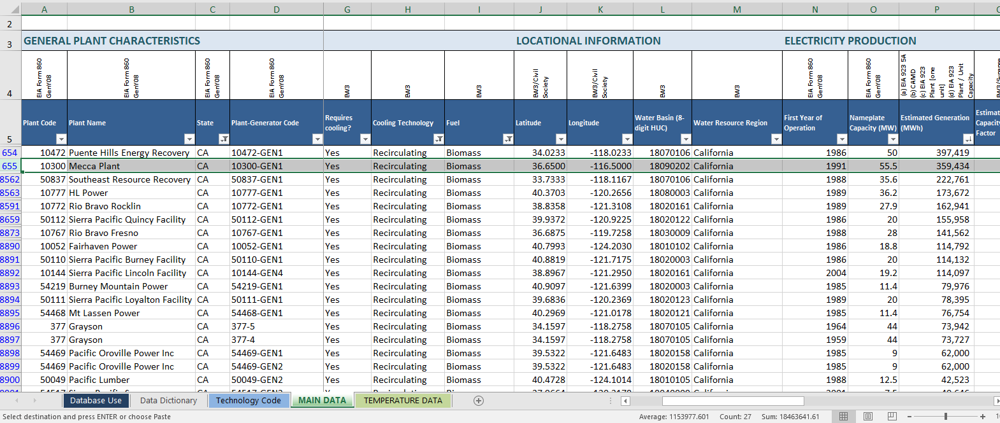 A B C D G H I J K L M N O P
2
3 GENERAL PLANT CHARACTERISTICS LOCATIONAL INFORMATION ELECTRICITY PRODUCTION
4
EIA Form 860
GenY08
EIA Form 860
GenY08
EIA Form 860
GenY08
EIA Form 860
GenY08
EW3
EW3
EW3
EW3/Civil
Society
EW3/Civil
Society
EW3
EW3
EIA Form 860
GenY08
EIA Form 860
GenY08
(a) EIA 923 5A
(b) CAMD
(c) EIA 923
Plant [one
unit]
(d) EIA 923
Plant / Unit
Capacity
5
Plant Code
Plant Name
State
Plant-Generator Code
Requires
cooling?
Cooling Technology
Fuel
Latitude
Longitude
Water Basin (8-
digit HUC)
Water Resource Region
First Year of
Operation
Nameplate
Capacity (MW)
Estimated Generation
(MWh)
Estimat
Capacity
Factor
654 10472 Puente Hills Energy Recovery CA 10472-GEN1 Yes Recirculating Biomass 34.0233 -118.0233 18070106 California 1986 50 397,419
655 10300 Mecca Plant CA 10300-GEN1 Yes Recirculating Biomass 36.6500 -116.5000 18090202 California 1991 55.5 359,434
8562 50837 Southeast Resource Recovery CA 50837-GEN1 Yes Recirculating Biomass 33.7333 -118.1167 18070106 California 1988 35.6 222,761
8563 10777 HL Power CA 10777-GEN1 Yes Recirculating Biomass 40.3703 -120.2656 18080003 California 1989 36.2 173,672
8591 10772 Rio Bravo Rocklin CA 10772-GEN1 Yes Recirculating Biomass 38.8358 -121.3108 18020161 California 1989 27.9 162,941
8659 50112 Sierra Pacific Quincy Facility CA 50112-GEN1 Yes Recirculating Biomass 39.9372 -120.9225 18020122 California 1986 20 155,958
8873 10767 Rio Bravo Fresno CA 10767-GEN1 Yes Recirculating Biomass 36.6875 -119.7258 18030009 California 1988 28 141,562
8890 10052 Fairhaven Power CA 10052-GEN1 Yes Recirculating Biomass 40.7993 -124.2030 18010102 California 1986 18.8 114,792
8891 50110 Sierra Pacific Burney Facility CA 50110-GEN1 Yes Recirculating Biomass 40.8819 -121.7175 18020003 California 1986 20 114,132
8892 10144 Sierra Pacific Lincoln Facility CA 10144-GEN4 Yes Recirculating Biomass 38.8967 -121.2950 18020161 California 2004 19.2 114,097
8893 54219 Burney Mountain Power CA 54219-GEN1 Yes Recirculating Biomass 40.9097 -121.6399 18020003 California 1985 11.4 79,976
8894 50111 Sierra Pacific Loyalton Facility CA 50111-GEN1 Yes Recirculating Biomass 39.6836 -120.2369 18020123 California 1989 20 78,395
8895 54468 Mt Lassen Power CA 54468-GEN1 Yes Recirculating Biomass 40.2969 -121.0178 18020121 California 1985 11.4 76,754
8896 377 Grayson CA 377-5 Yes Recirculating Biomass 34.1597 -118.2758 18070105 California 1964 44 73,942
8897 377 Grayson CA 377-4 Yes Recirculating Biomass 34.1597 -118.2758 18070105 California 1959 44 73,727
8898 54469 Pacific Oroville Power Inc CA 54469-GEN1 Yes Recirculating Biomass 39.5322 -121.6483 18020158 California 1985 9 62,000
8899 54469 Pacific Oroville Power Inc CA 54469-GEN2 Yes Recirculating Biomass 39.5322 -121.6483 18020158 California 1985 9 62,000
8900 50049 Pacific Lumber CA 50049-GEN2 Yes Recirculating Biomass 40.4728 -124.1014 18010105 California 1988 12.5 42,523
Database Use Data Dictionary Technology Code MAIN DATA TEMPERATURE DATA
Select destination and press ENTER or choose Paste Average: 1153977.601 Count: 27 Sum: 18463641.61